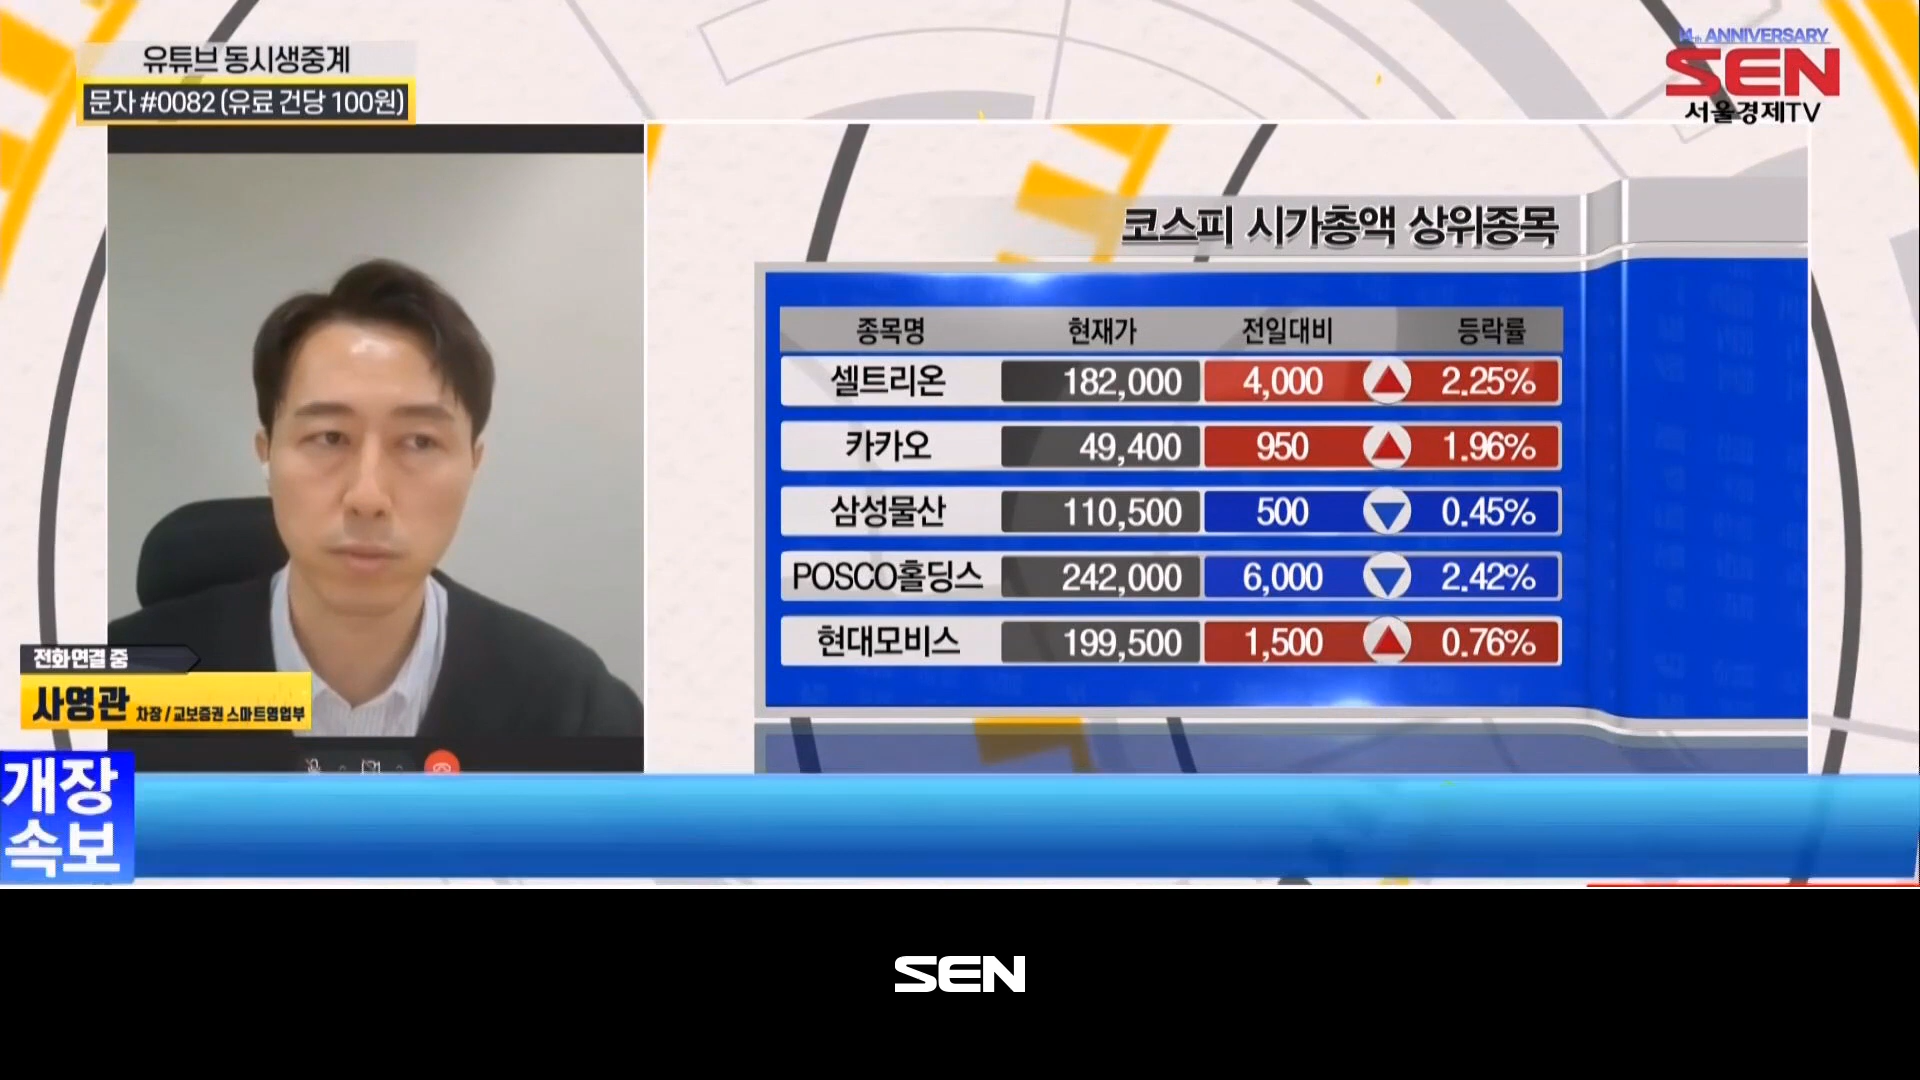 유튜브 동시생중계
문자 #0082 (유료 건당 100원)
14th ANNIVERSARY
SEN
서울경제TV
코스피 시가총액 상위종목
종목명 현재가 전일대비 등락률
셀트리온 182,000 4,000 2.25%
카카오 49,400 950 1.96%
삼성물산 110,500 500 0.45%
POSCO홀딩스 242,000 6,000 2.42%
현대모비스 199,500 1,500 0.76%
전화연결 중
사영관 차장 / 교보증권 스마트영업부
개장
속보
SEN